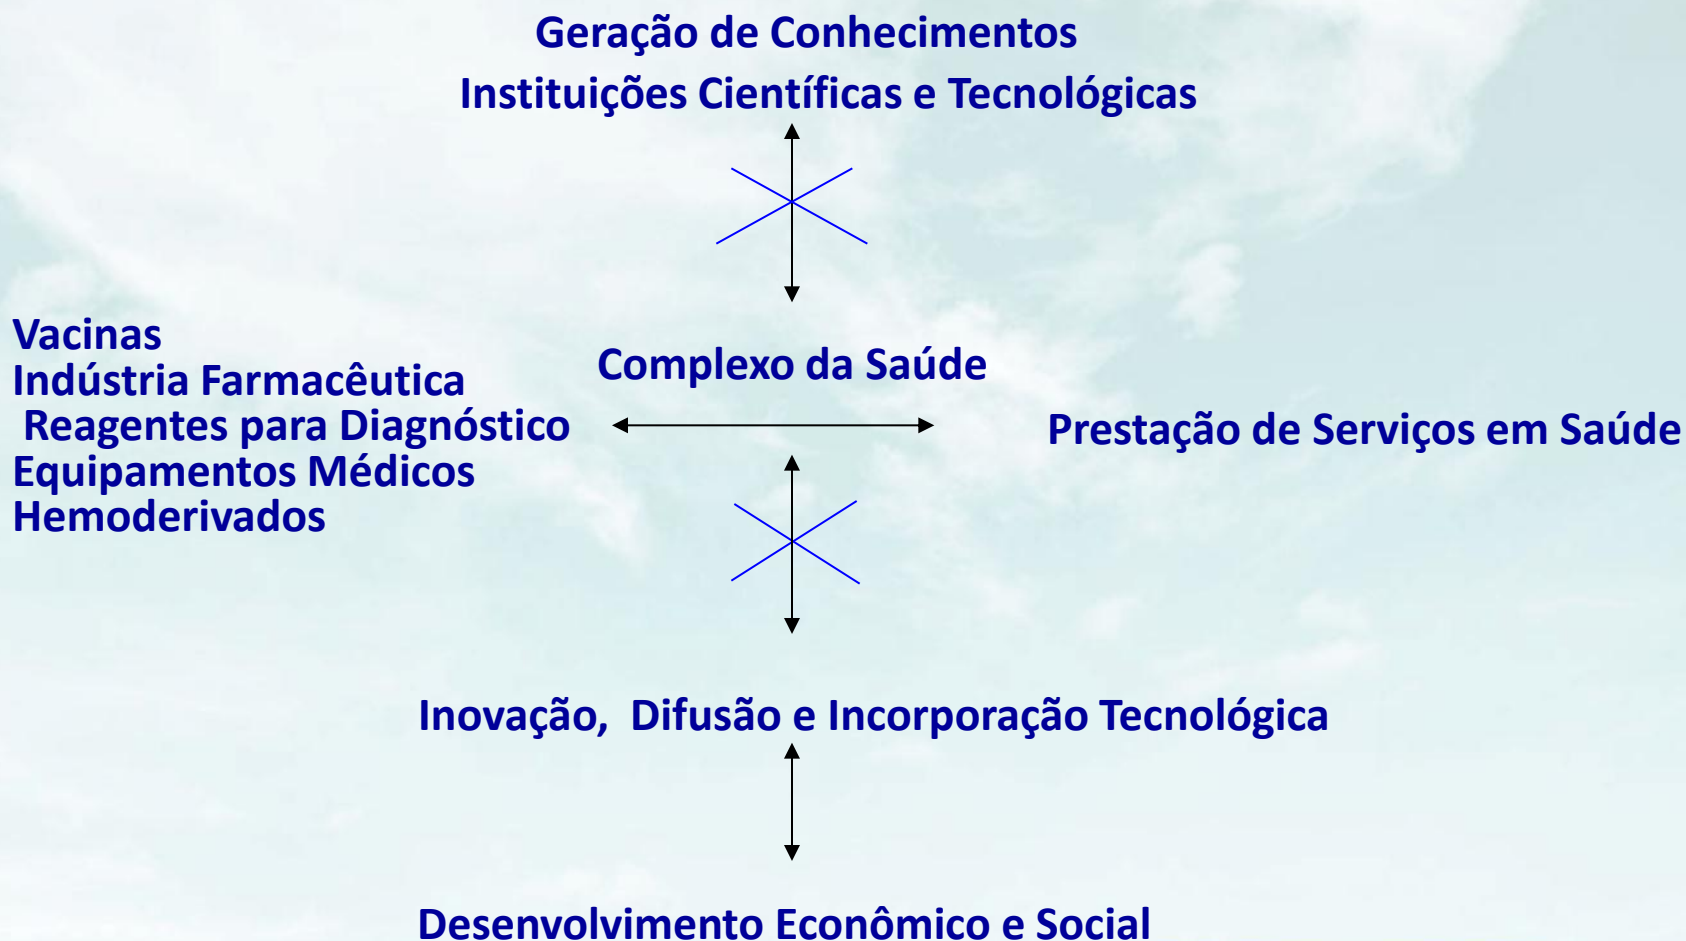 Geração de Conhecimentos
Instituições Científicas e Tecnológicas
Vacinas
Indústria Farmacêutica
Reagentes para Diagnóstico
Equipamentos Médicos
Hemoderivados
Complexo da Saúde
Prestação de Serviços em Saúde
Inovação, Difusão e Incorporação Tecnológica
Desenvolvimento Econômico e Social